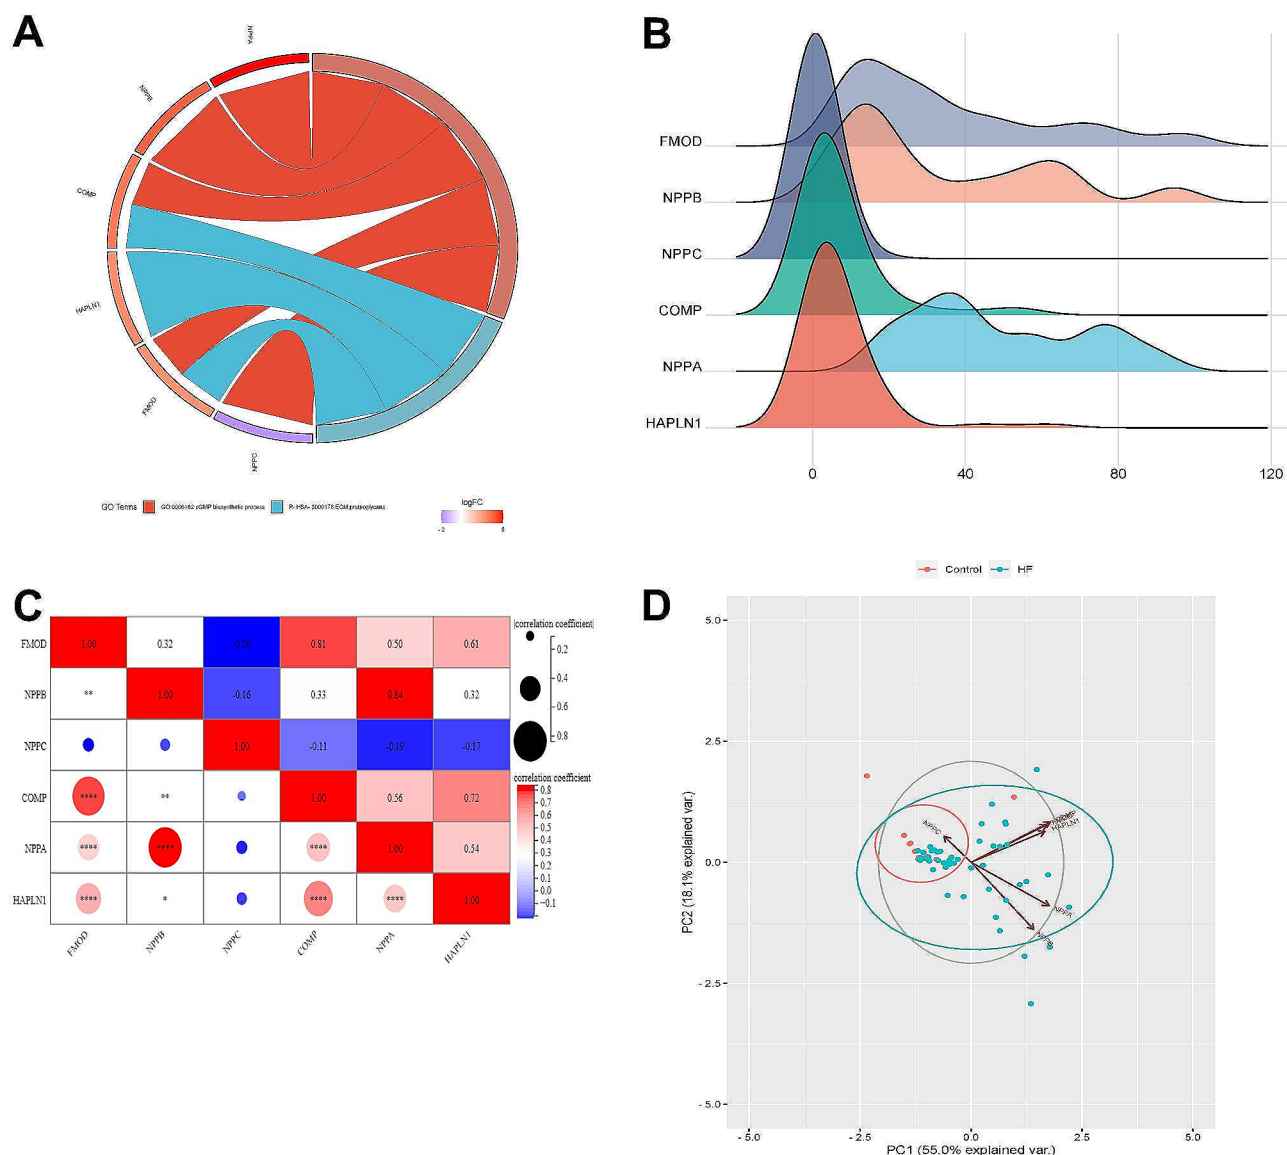 A
NPPA
NPPB
COMP
HAPLN1
FMOD
NPPC
GO Terms
cGMP biosynthetic process
ECM proteoglycans
logFC
-2
B
FMOD
NPPB
NPPC
COMP
NPPA
HAPLN1
0 40 80 120
C
FMOD 1.00 0.32 -0.20 0.81 0.50 0.61
NPPB ** 1.00 -0.16 0.33 0.84 0.32
NPPC 1.00 -0.11 -0.19 -0.17
COMP **** ** 1.00 0.56 0.72
NPPA **** **** **** 1.00 0.54
HAPLN1 **** * **** **** 1.00
FMOD NPPB NPPC COMP NPPA HAPLN1
|correlation coefficient|
0.2
0.4
0.6
0.8
correlation coefficient
0.8
0.7
0.6
0.5
0.4
0.3
0.2
0.1
0.0
-0.1
Control HF
D
5.0
2.5
0.0
-2.5
-5.0
PC2 (18.1% explained var.)
NPPC
HAPLN1
NPPA
NPPB
-5.0 -2.5 0.0 2.5 5.0
PC1 (55.0% explained var.)